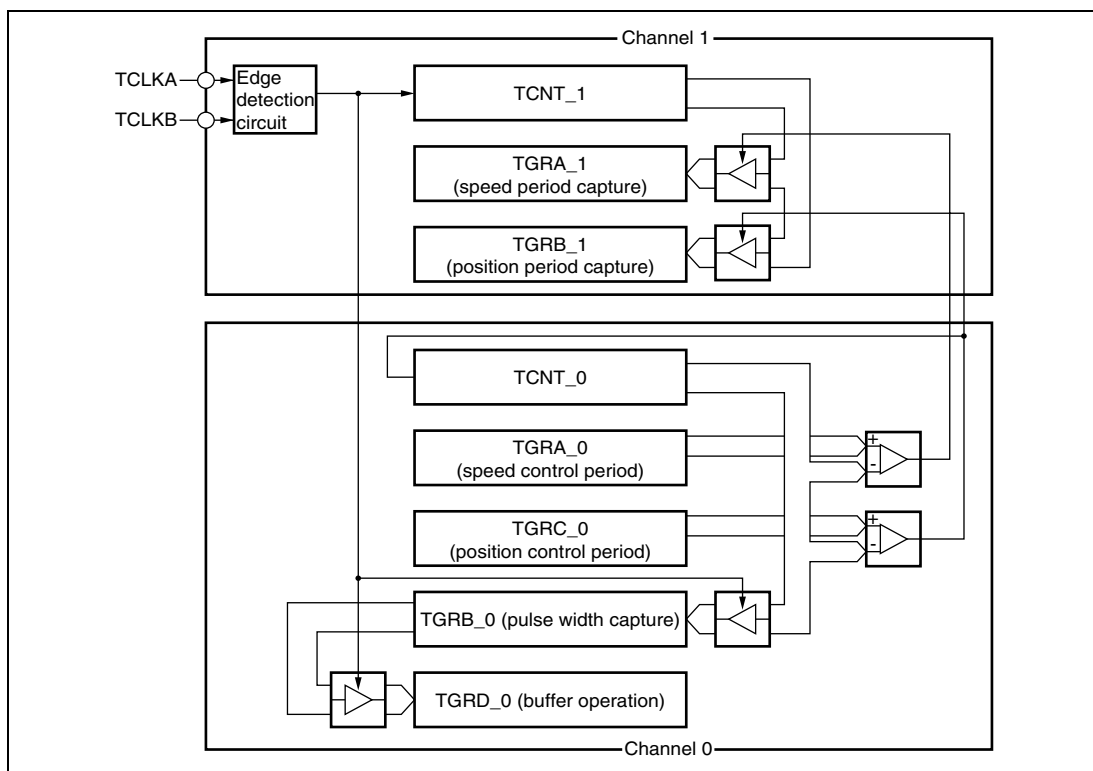 Channel 1
TCLKA
TCLKB
Edge
detection
circuit
TCNT_1
TGRA_1
(speed period capture)
TGRB_1
(position period capture)
TCNT_0
TGRA_0
(speed control period)
+
-
TGRC_0
(position control period)
+
-
TGRB_0 (pulse width capture)
TGRD_0 (buffer operation)
Channel 0